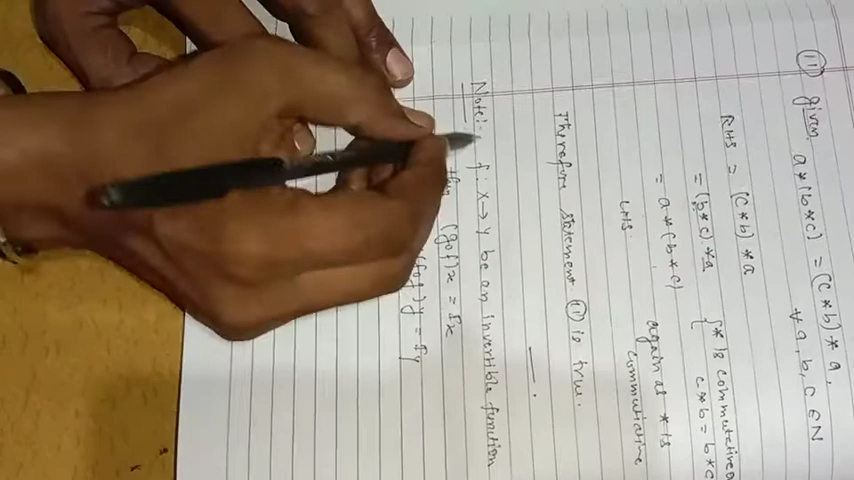 (ii) given. a*(b*c) = (c*b)*a.
∀ a, b, c ∈ N
RHS = (c*b)*a {* is commutative
= (b*c)*a c*b = b*c
= a*(b*c) again as * is
LHS. commutative
Therefore statement (ii) is true.
Note:- f: X→Y be an invertible function
then (gof)x = Ix
(fog)y = Iy